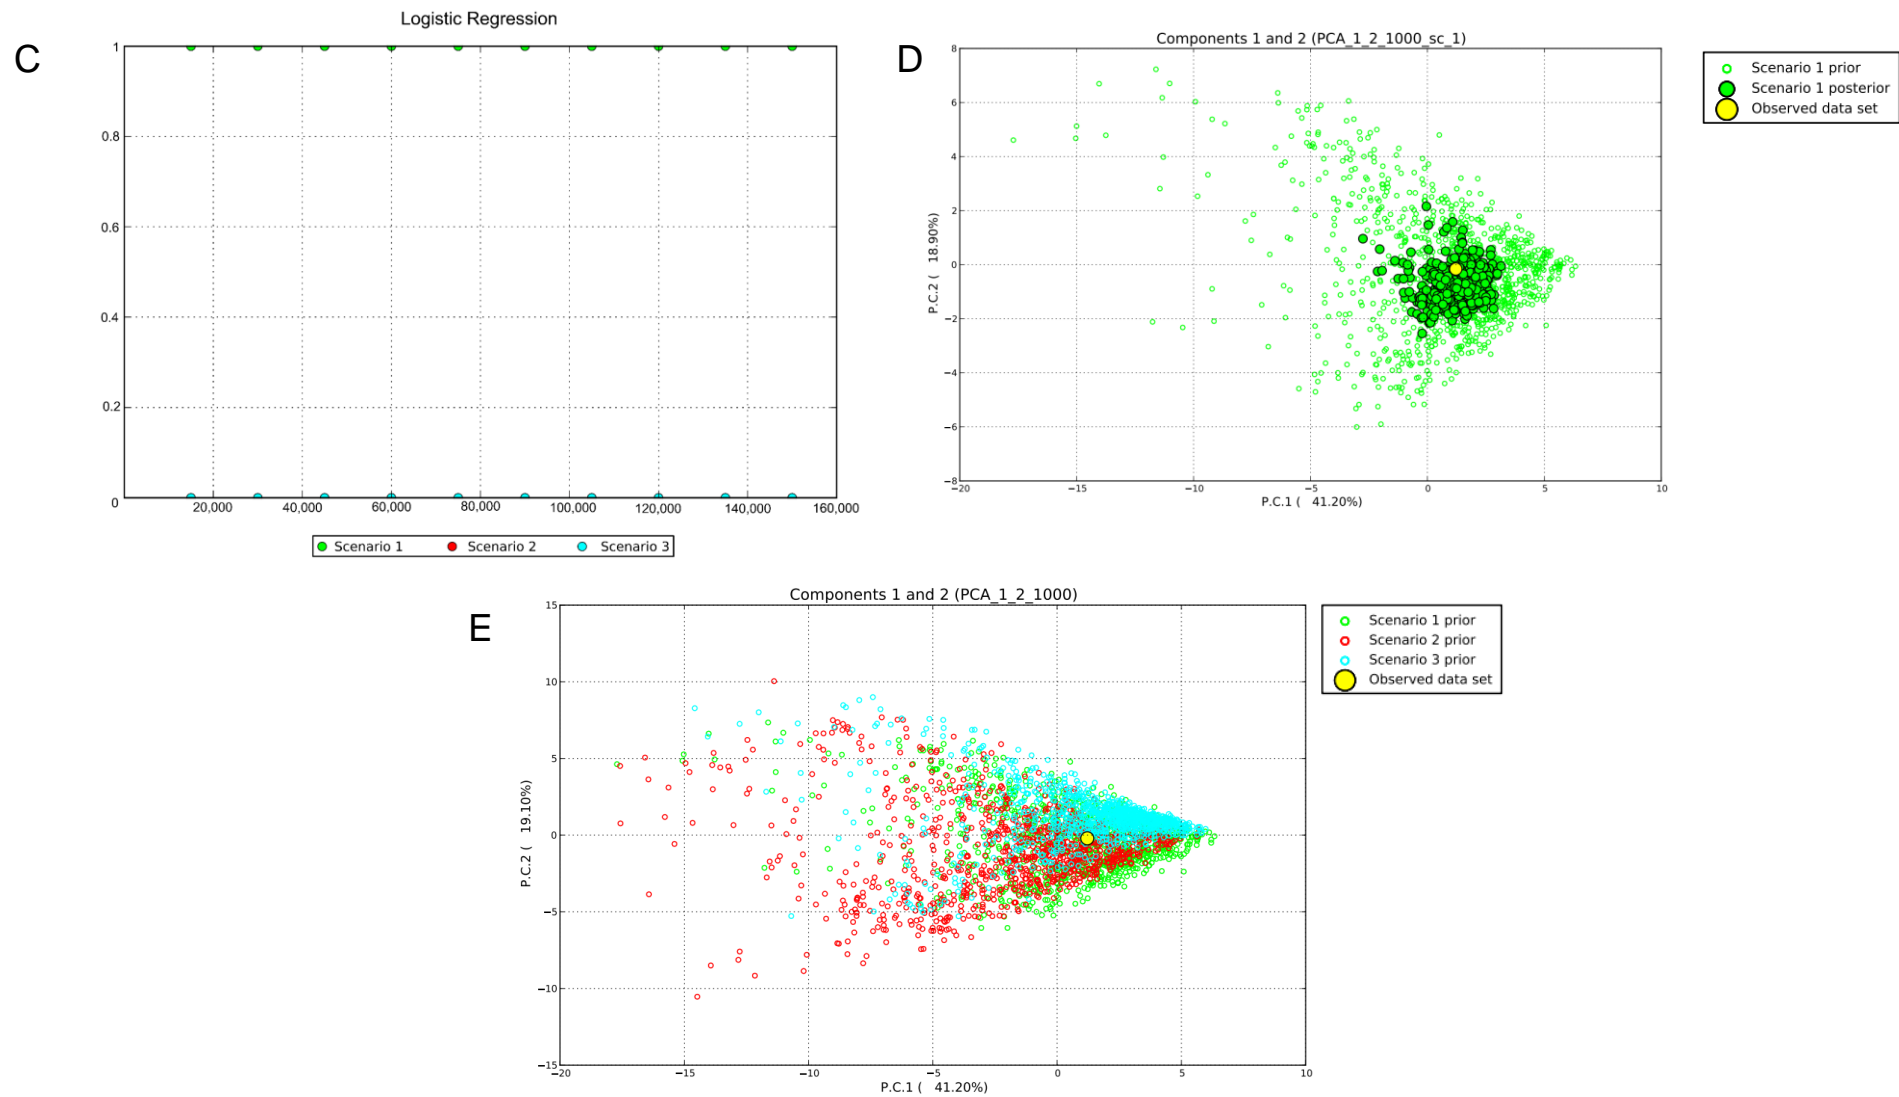 Logistic Regression
C
1
0.8
0.6
0.4
0.2
0
20,000 40,000 60,000 80,000 100,000 120,000 140,000 160,000
Scenario 1 Scenario 2 Scenario 3
D
Components 1 and 2 (PCA_1_2_1000_sc_1)
8
6
4
2
0
−2
−4
−6
−8
P.C.2 ( 18.90%)
−20 −15 −10 −5 0 5 10
P.C.1 ( 41.20%)
Scenario 1 prior
Scenario 1 posterior
Observed data set
E
Components 1 and 2 (PCA_1_2_1000)
15
10
5
0
−5
−10
−15
P.C.2 ( 19.10%)
−20 −15 −10 −5 0 5 10
P.C.1 ( 41.20%)
Scenario 1 prior
Scenario 2 prior
Scenario 3 prior
Observed data set